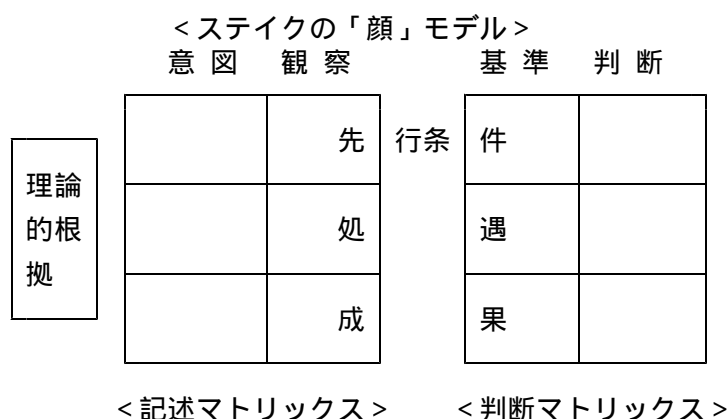 <ステイクの「顔」モデル>
意図 観察 基準 判断
先行条件
理論
的根
拠
処遇
成果
<記述マトリックス> <判断マトリックス>